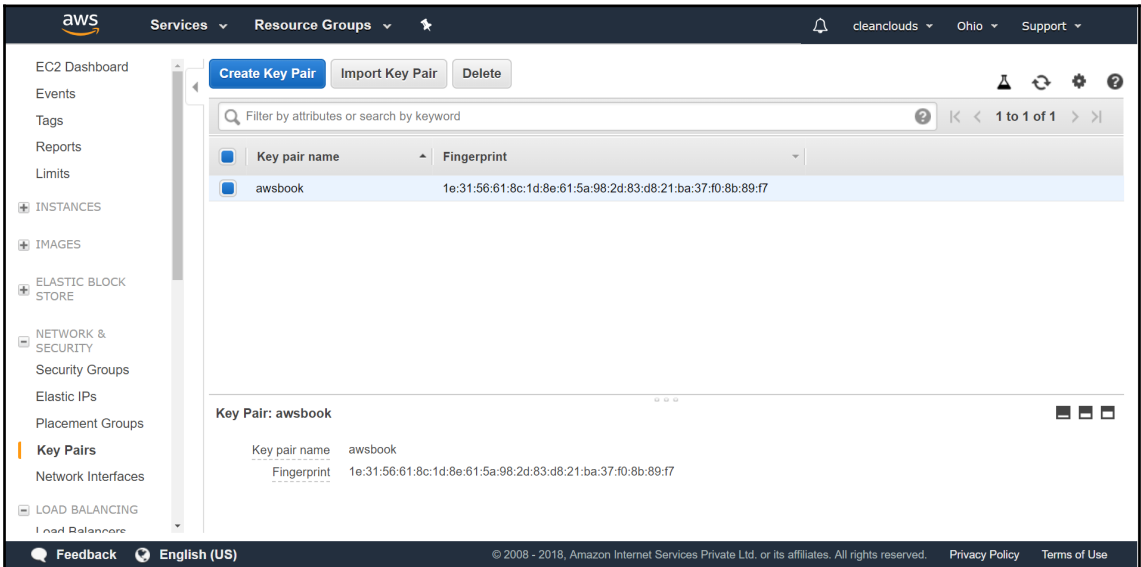 aws Services Resource Groups cleanclouds Ohio Support
EC2 Dashboard
Events
Tags
Reports
Limits
INSTANCES
IMAGES
ELASTIC BLOCK
STORE
NETWORK &
SECURITY
Security Groups
Elastic IPs
Placement Groups
Key Pairs
Network Interfaces
LOAD BALANCING
Load Balancers
Create Key Pair Import Key Pair Delete
Filter by attributes or search by keyword 1 to 1 of 1
Key pair name Fingerprint
awsbook 1e:31:56:61:8c:1d:8e:61:5a:98:2d:83:d8:21:ba:37:f0:8b:89:f7
Key Pair: awsbook
Key pair name awsbook
Fingerprint 1e:31:56:61:8c:1d:8e:61:5a:98:2d:83:d8:21:ba:37:f0:8b:89:f7
Feedback English (US) © 2008 - 2018, Amazon Internet Services Private Ltd. or its affiliates. All rights reserved. Privacy Policy Terms of Use